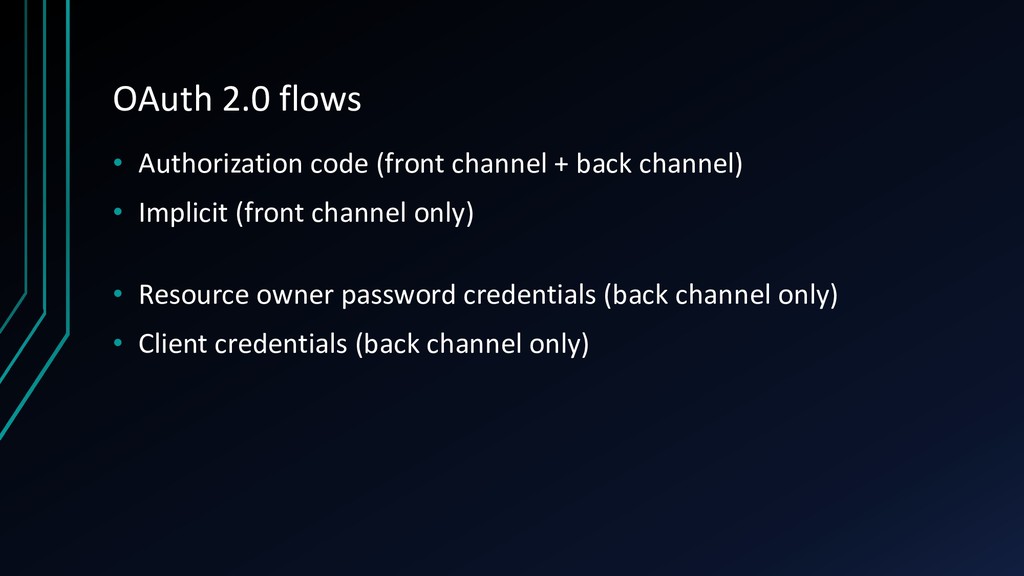 OAuth 2.0 flows
• Authorization code (front channel + back channel)
• Implicit (front channel only)
• Resource owner password credentials (back channel only)
• Client credentials (back channel only)